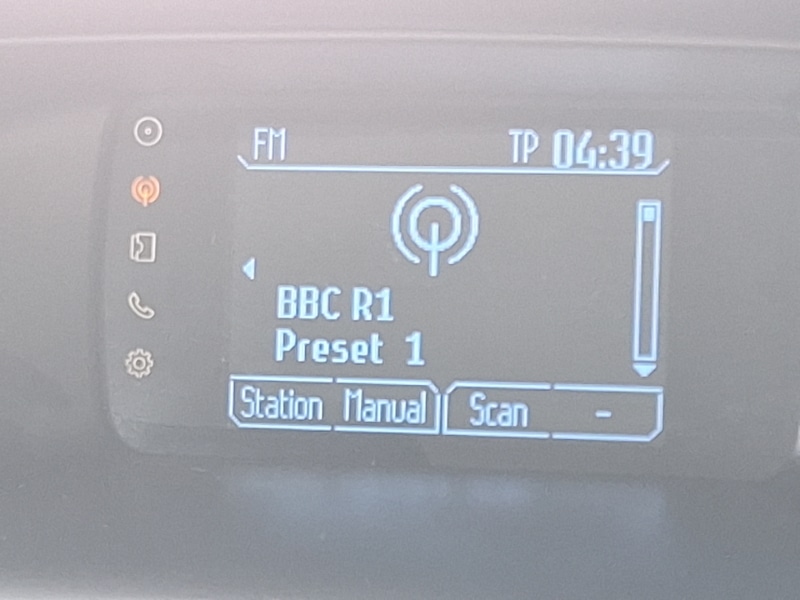 FM TP 04:39
BBC R1
Preset 1
Station Manual Scan -